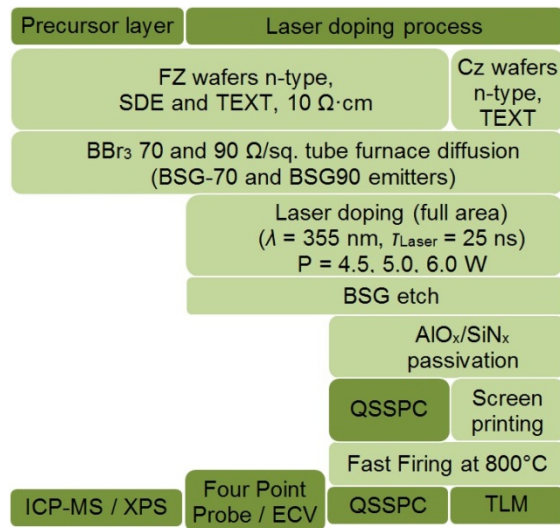 Precursor layer
Laser doping process
FZ wafers n-type,
SDE and TEXT, 10 Ω·cm
Cz wafers
n-type,
TEXT
BBr₃ 70 and 90 Ω/sq. tube furnace diffusion
(BSG-70 and BSG90 emitters)
Laser doping (full area)
(λ = 355 nm, τLaser = 25 ns)
P = 4.5, 5.0, 6.0 W
BSG etch
AlOₓ/SiNₓ
passivation
QSSPC
Screen
printing
Fast Firing at 800°C
ICP-MS / XPS
Four Point
Probe / ECV
QSSPC
TLM